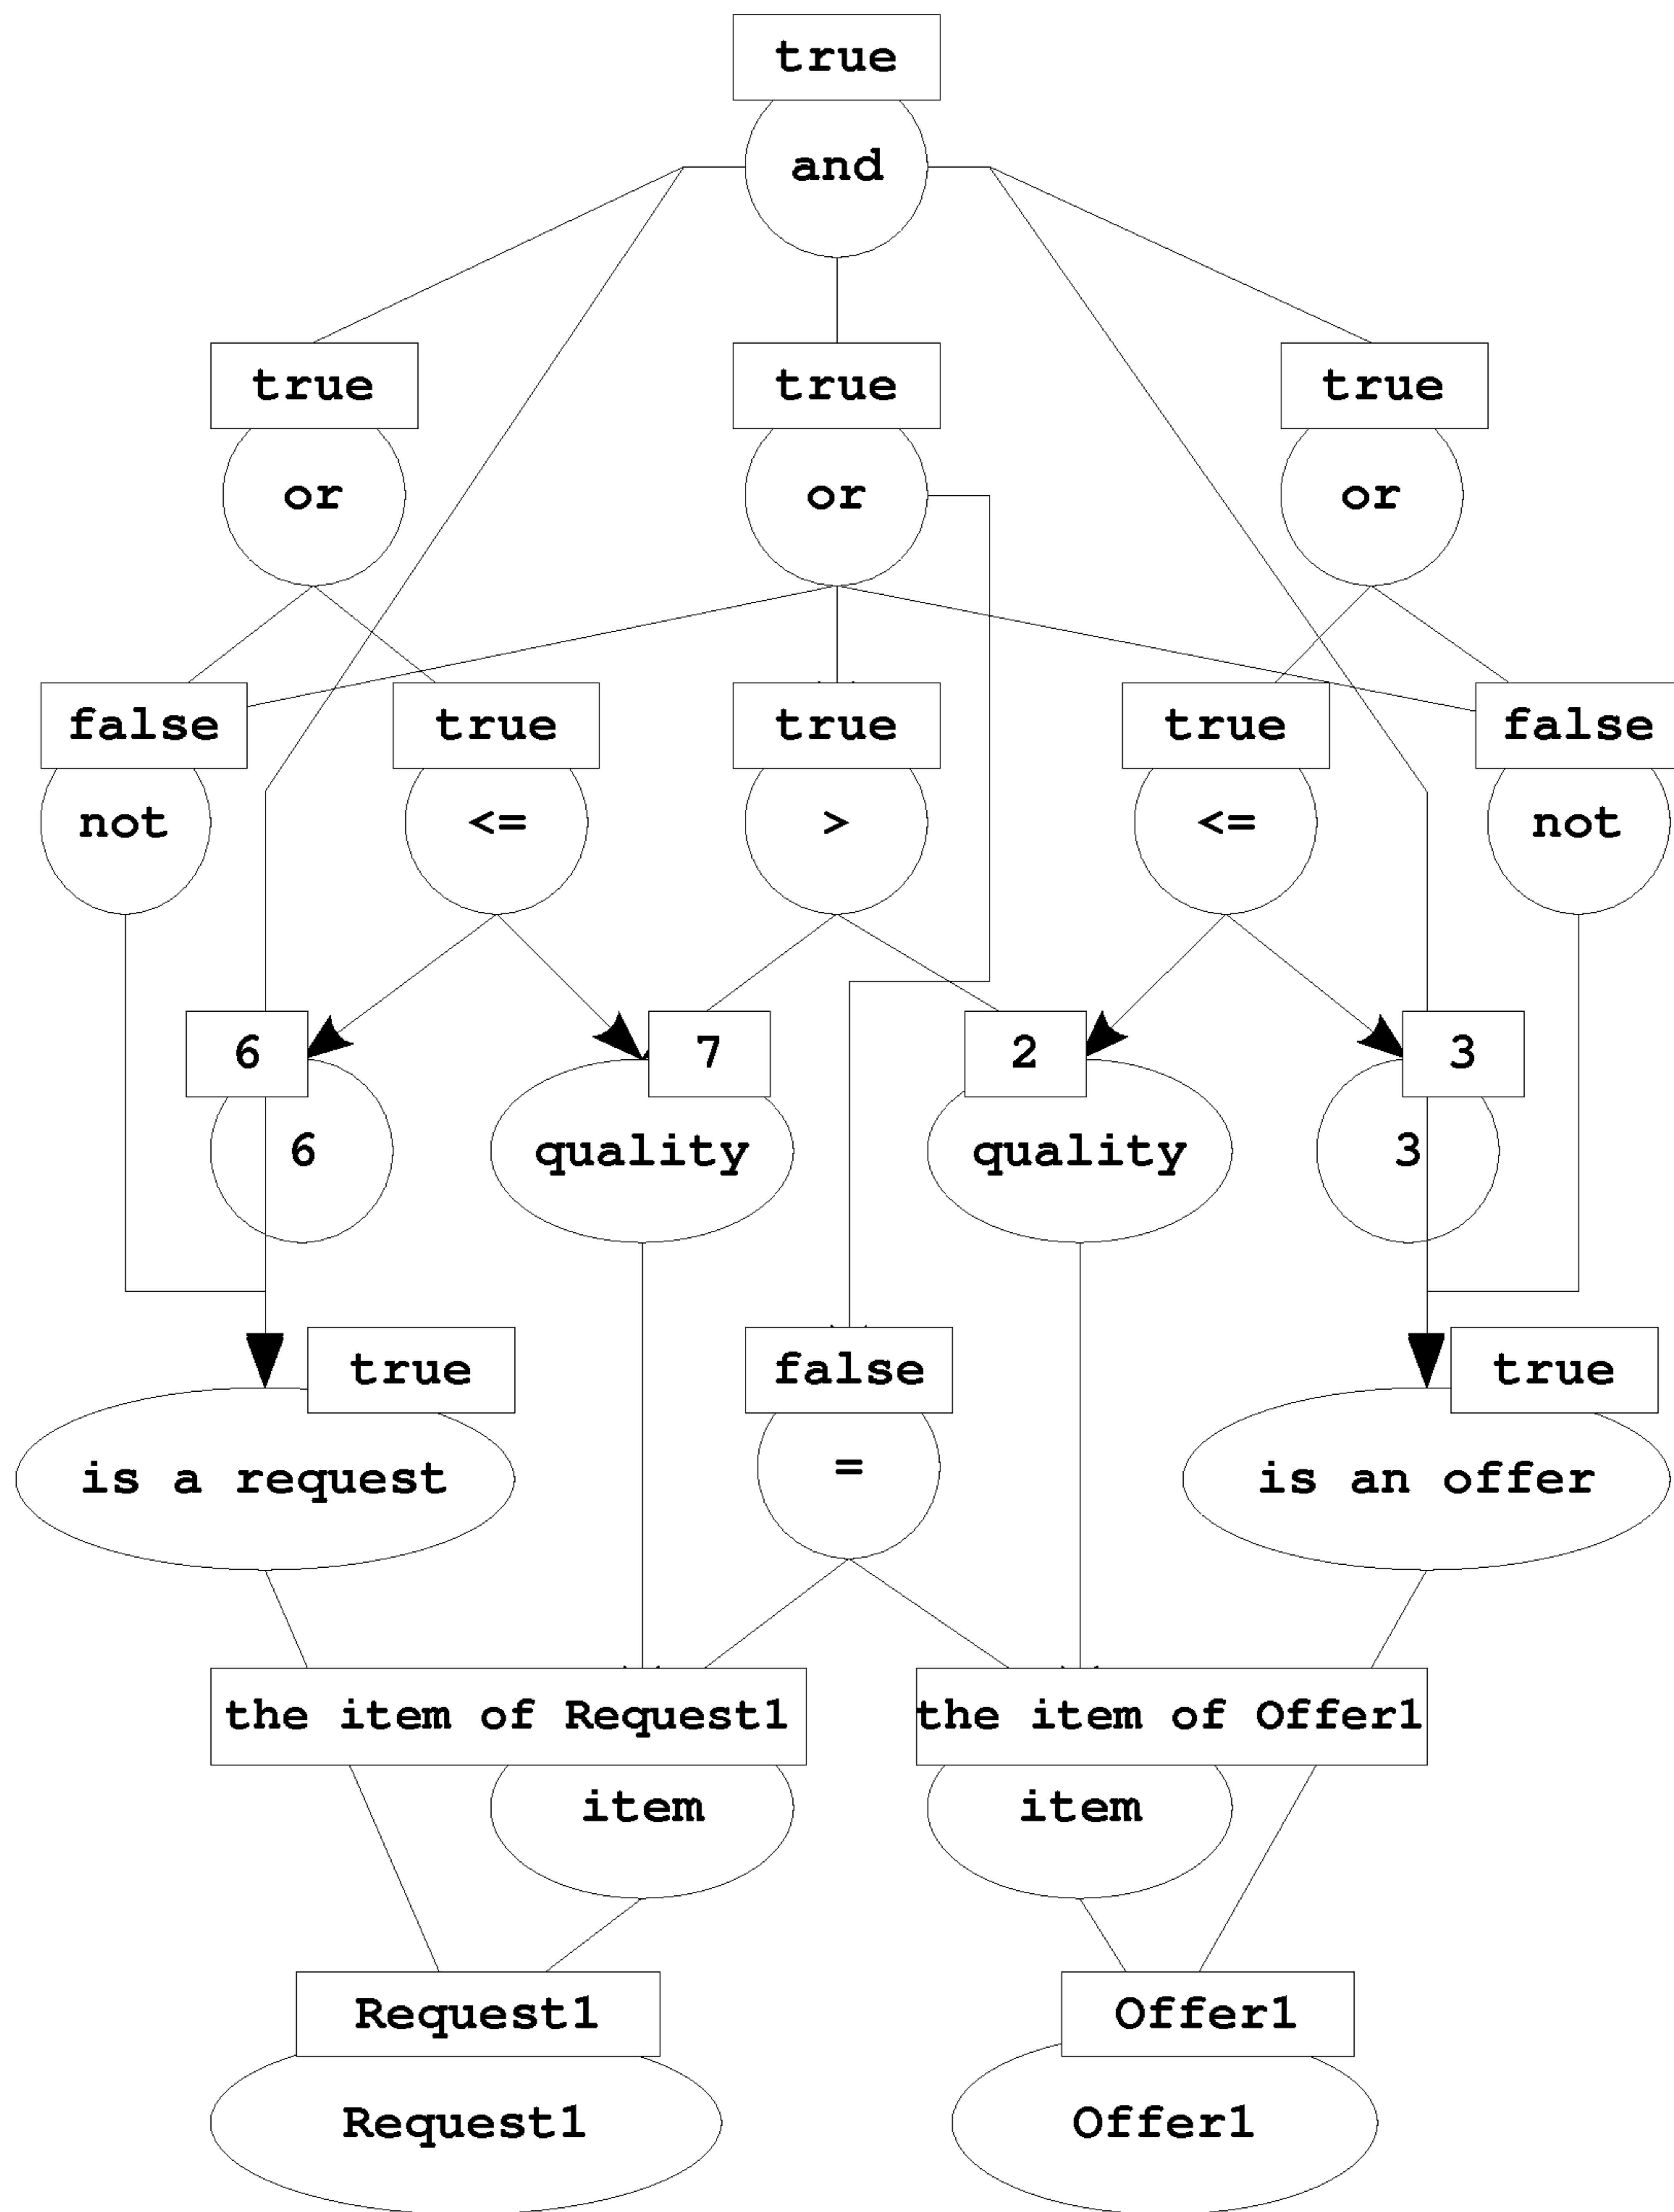 true
and
true
true
true
or
or
or
false
true
true
true
false
not
<=
>
<=
not
6
7
2
3
6
quality
quality
3
true
false
true
is a request
=
is an offer
the item of Request1
the item of Offer1
item
item
Request1
Offer1
Request1
Offer1